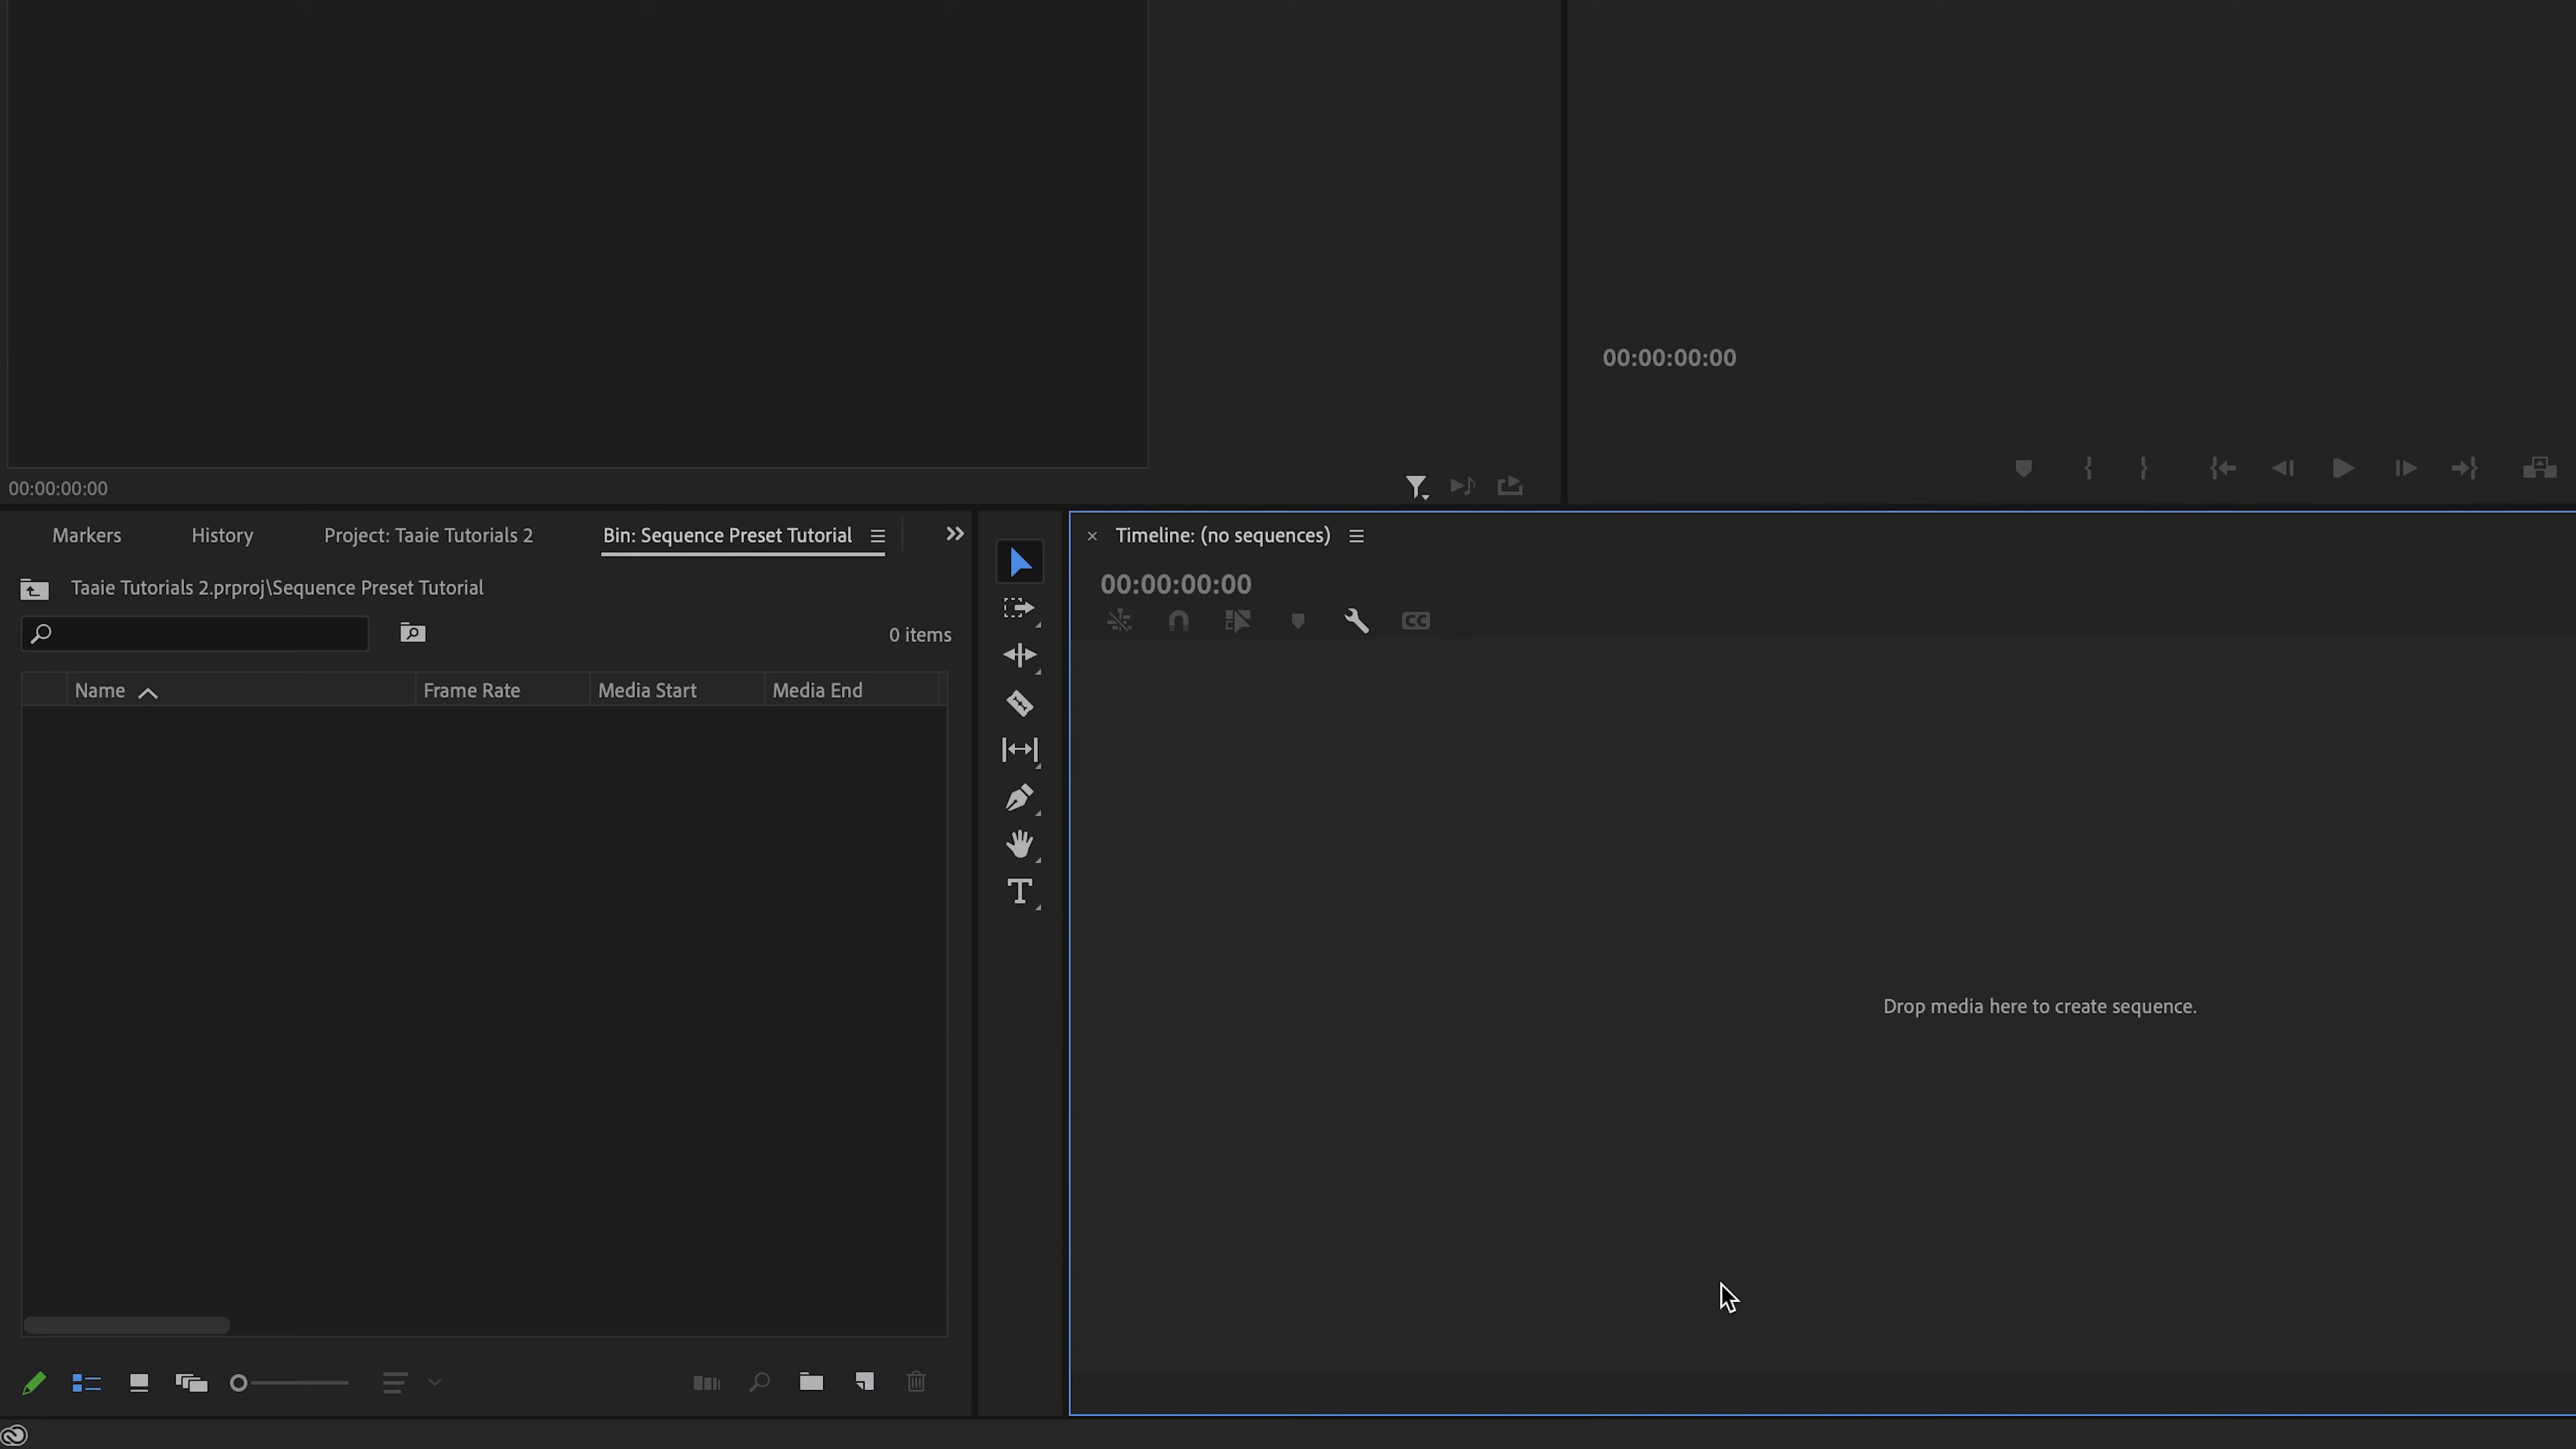 00:00:00:00
00:00:00:00
Markers
History
Project: Taaie Tutorials 2
Bin: Sequence Preset Tutorial
Timeline: (no sequences)
Taaie Tutorials 2.prproj\Sequence Preset Tutorial
00:00:00:00
0 items
CC
Name
Frame Rate
Media Start
Media End
Drop media here to create sequence.